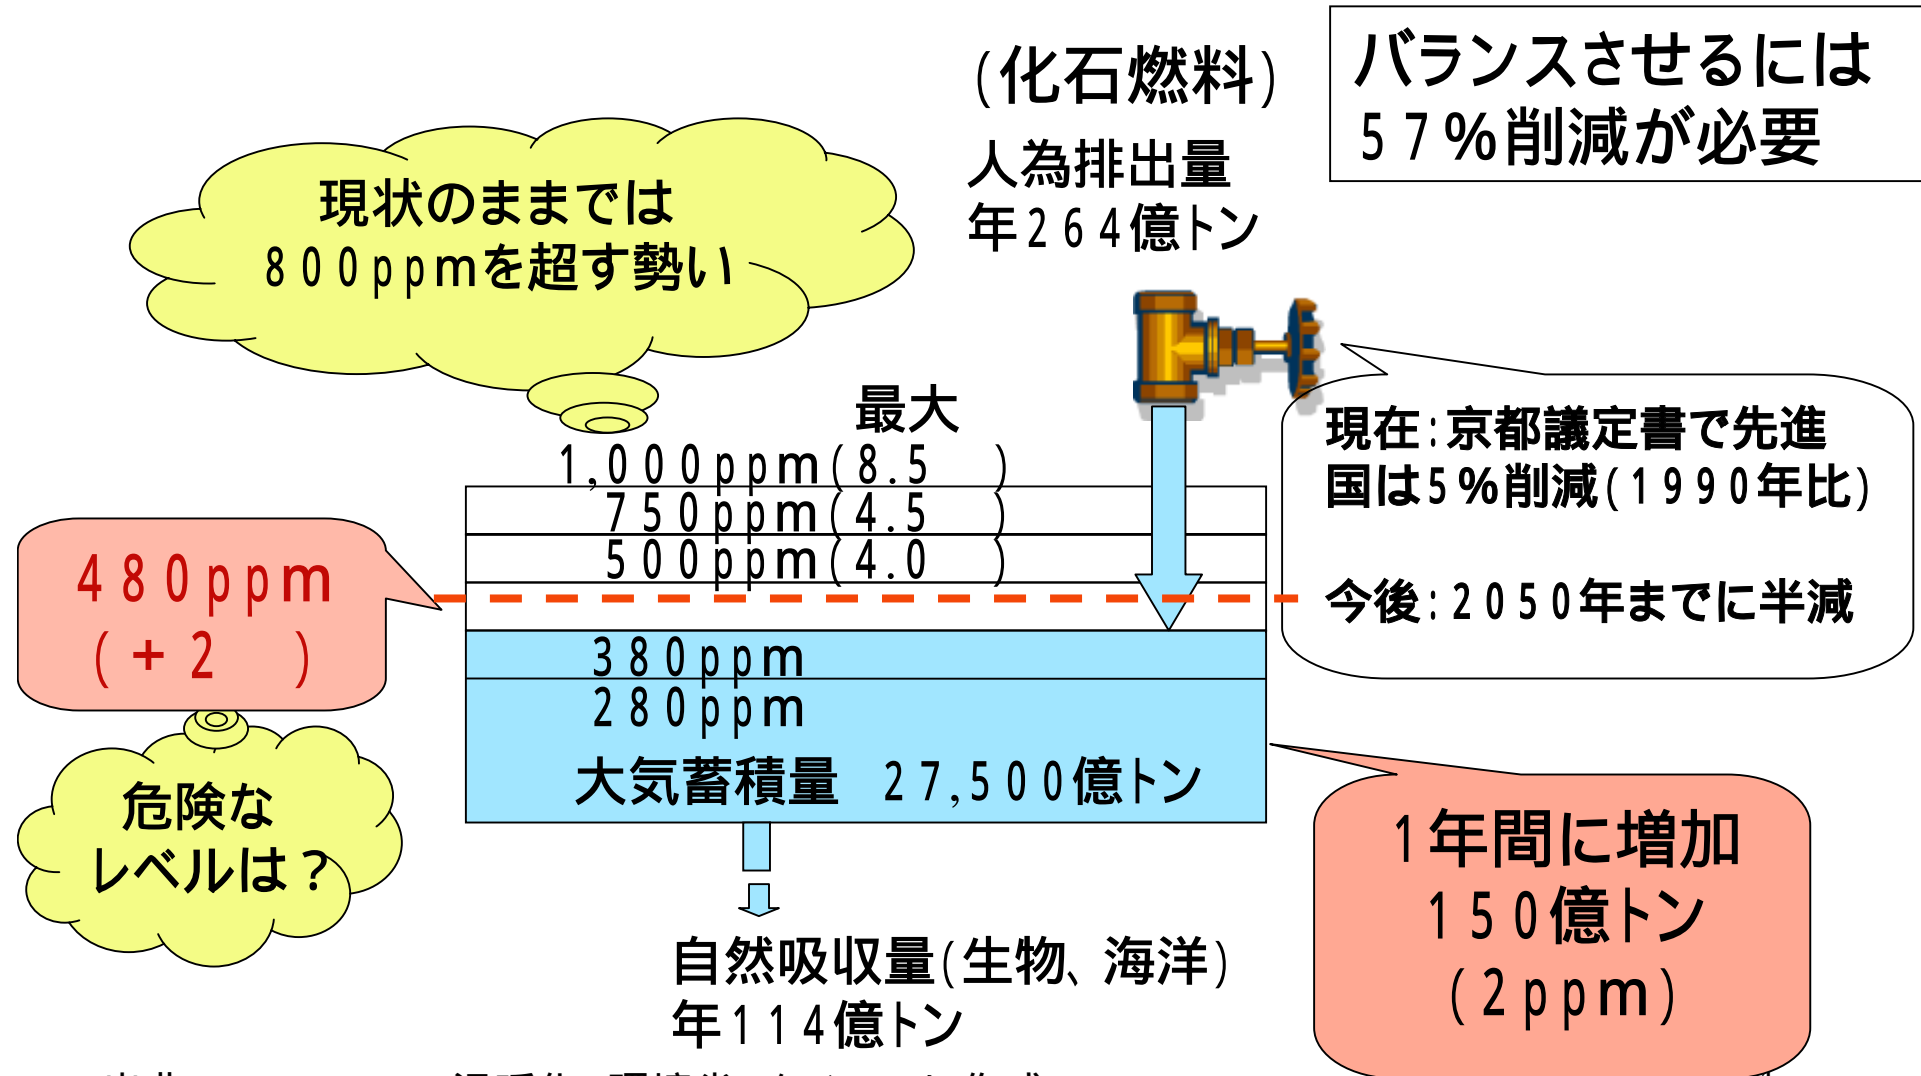 (化石燃料)
人為排出量
年264億トン
バランスさせるには
57%削減が必要
現状のままでは
800ppmを超す勢い
最大
1,000ppm(8.5 )
750ppm(4.5 )
500ppm(4.0 )
現在:京都議定書で先進
国は5%削減(1990年比)
今後:2050年までに半減
480ppm
(+2 )
380ppm
280ppm
大気蓄積量 27,500億トン
危険な
レベルは?
1年間に増加
150億トン
(2ppm)
自然吸収量(生物、海洋)
年114億トン